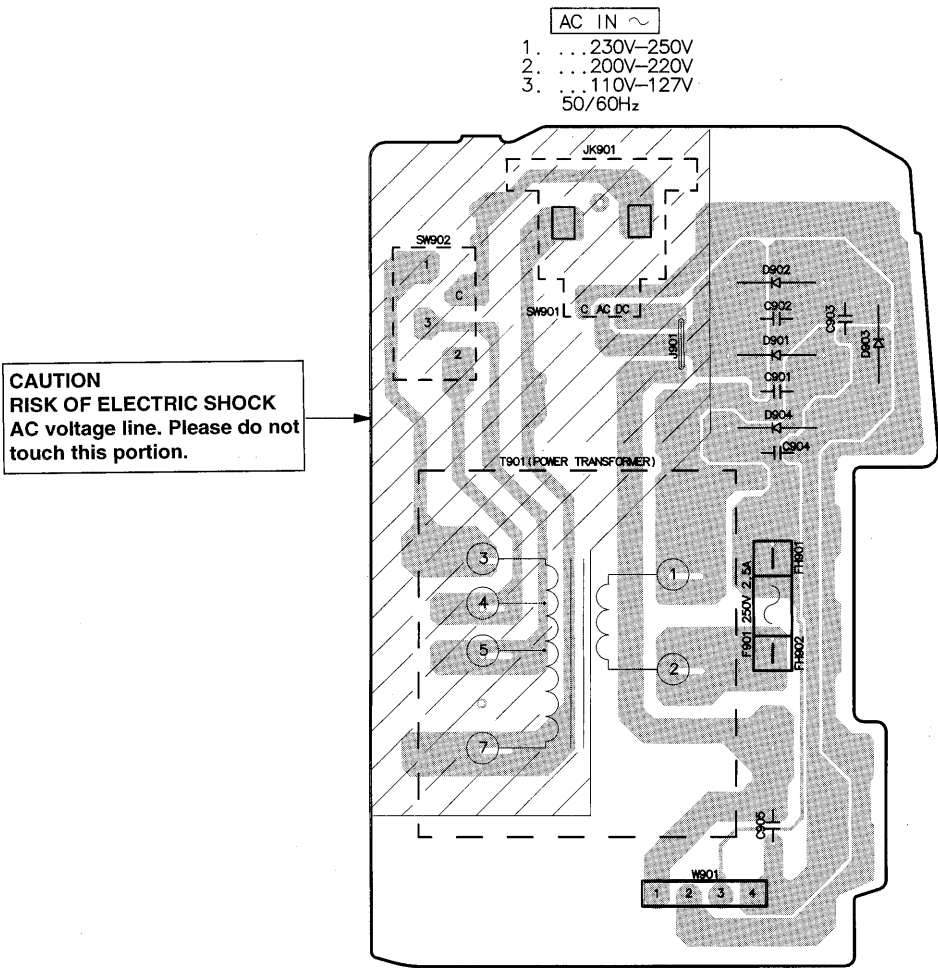 AC IN ~
1. ...230V—250V
2. ...200V—220V
3. ...110V—127V
50/60Hz
JK901
SW902
1
C
3
2
SW901
C AC DC
J901
D902
C902
C903
D903
D901
C901
D904
C904
CAUTION
RISK OF ELECTRIC SHOCK
AC voltage line. Please do not
touch this portion.
T901(POWER TRANSFORMER)
3
4
5
7
1
2
FH901
F901 250V 2.5A
FH902
C905
W901
1 2 3 4